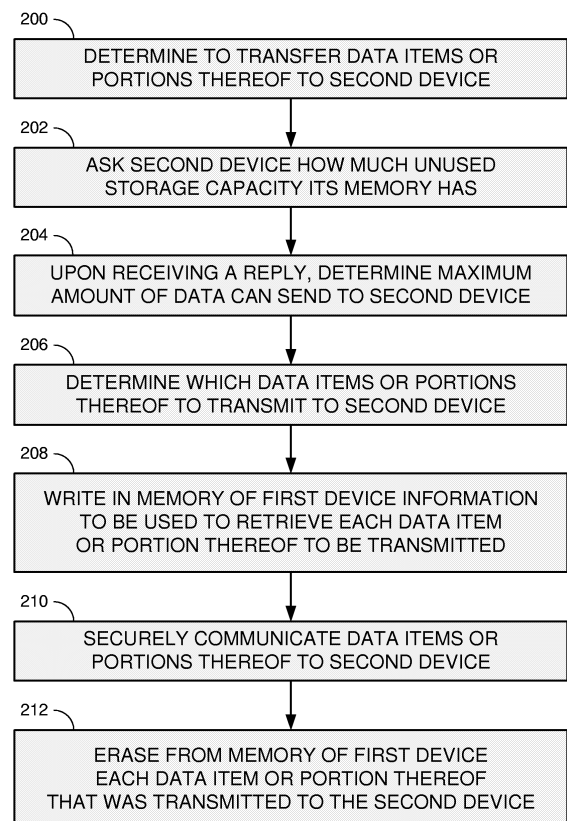 200
DETERMINE TO TRANSFER DATA ITEMS OR
PORTIONS THEREOF TO SECOND DEVICE
202
ASK SECOND DEVICE HOW MUCH UNUSED
STORAGE CAPACITY ITS MEMORY HAS
204
UPON RECEIVING A REPLY, DETERMINE MAXIMUM
AMOUNT OF DATA CAN SEND TO SECOND DEVICE
206
DETERMINE WHICH DATA ITEMS OR PORTIONS
THEREOF TO TRANSMIT TO SECOND DEVICE
208
WRITE IN MEMORY OF FIRST DEVICE INFORMATION
TO BE USED TO RETRIEVE EACH DATA ITEM
OR PORTION THEREOF TO BE TRANSMITTED
210
SECURELY COMMUNICATE DATA ITEMS OR
PORTIONS THEREOF TO SECOND DEVICE
212
ERASE FROM MEMORY OF FIRST DEVICE
EACH DATA ITEM OR PORTION THEREOF
THAT WAS TRANSMITTED TO THE SECOND DEVICE